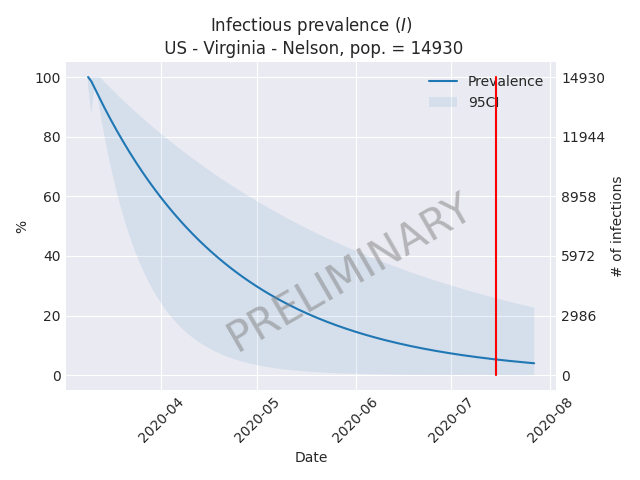 Infectious prevalence (I)
US - Virginia - Nelson, pop. = 14930
100
80
60
40
20
0
%
Prevalence
95CI
PRELIMINARY
14930
11944
8958
5972
2986
0
# of infections
2020-04
2020-05
2020-06
2020-07
2020-08
Date